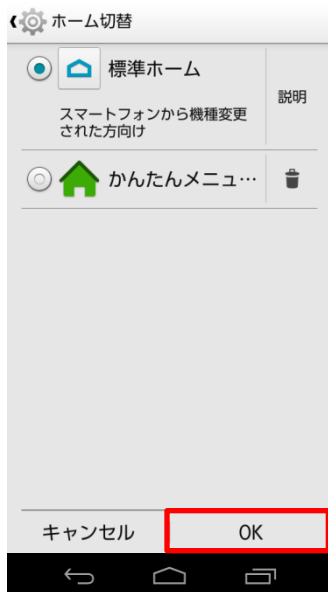 ホーム切替
標準ホーム
説明
スマートフォンから機種変更
された方向け
かんたんメニュー…
キャンセル
OK